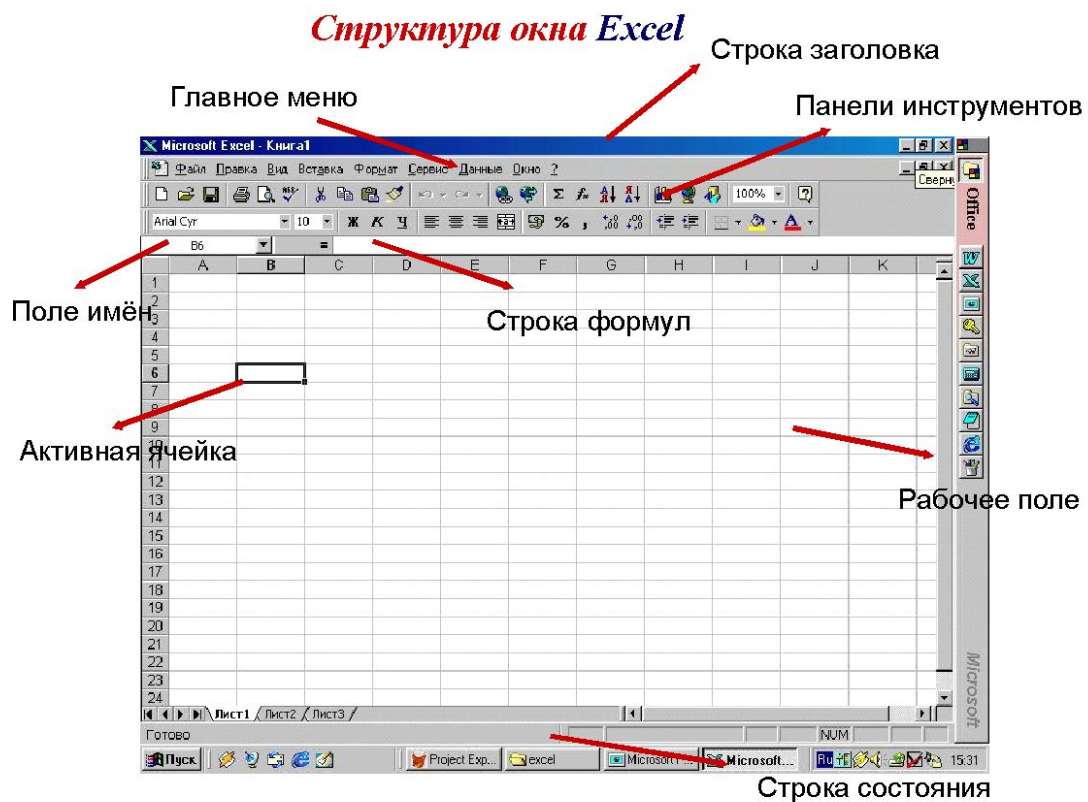 Структура окна Excel
Строка заголовка
Главное меню
Панели инструментов
Microsoft Excel - Книга1
Файл Правка Вид Вставка Формат Сервис Данные Окно ?
Office
100%
Arial Cyr 10 Ж К Ч
B6 =
A B C D E F G H I J K
1
2
Поле имён
3
Строка формул
4
5
6
7
8
9
Активная ячейка
10
11
12
13
Рабочее поле
14
15
16
17
18
19
20
21
22
23
24
Microsoft
Лист1 Лист2 Лист3
Готово NUM
Пуск Project Exp... excel Microsoft... Ru 15:31
Строка состояния